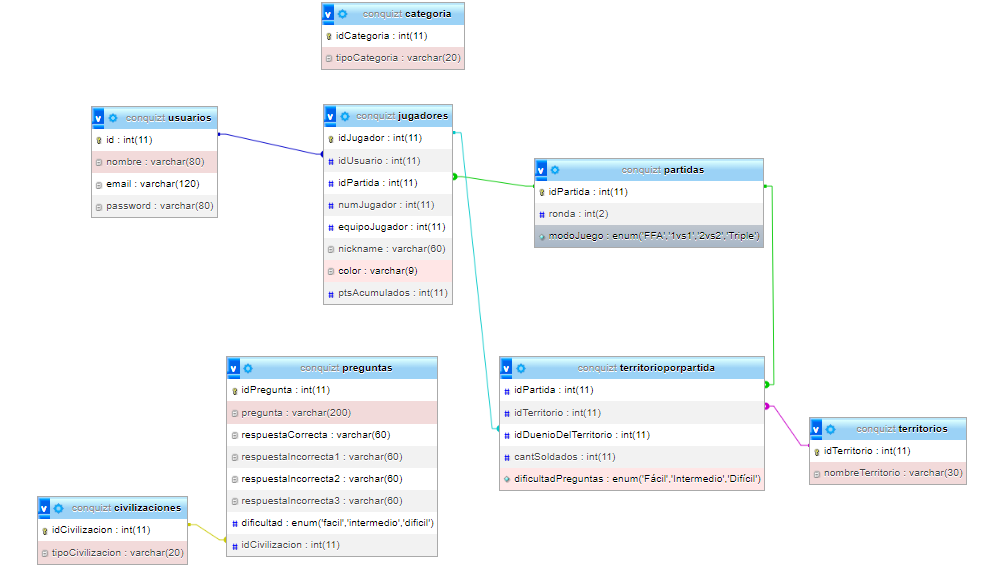 conquizt categoria
idCategoria : int(11)
tipoCategoria : varchar(20)
conquizt usuarios
id : int(11)
nombre : varchar(80)
email : varchar(120)
password : varchar(80)
conquizt jugadores
idJugador : int(11)
idUsuario : int(11)
idPartida : int(11)
numJugador : int(11)
equipoJugador : int(11)
nickname : varchar(60)
color : varchar(9)
ptsAcumulados : int(11)
conquizt partidas
idPartida : int(11)
ronda : int(2)
modoJuego : enum('FFA','1vs1','2vs2','Triple')
conquizt preguntas
idPregunta : int(11)
pregunta : varchar(200)
respuestaCorrecta : varchar(60)
respuestaIncorrecta1 : varchar(60)
respuestaIncorrecta2 : varchar(60)
respuestaIncorrecta3 : varchar(60)
dificultad : enum('facil','intermedio','dificil')
idCivilizacion : int(11)
conquizt territorioporpartida
idPartida : int(11)
idTerritorio : int(11)
idDuenioDelTerritorio : int(11)
cantSoldados : int(11)
dificultadPreguntas : enum('Fácil','Intermedio','Difícil')
conquizt territorios
idTerritorio : int(11)
nombreTerritorio : varchar(30)
conquizt civilizaciones
idCivilizacion : int(11)
tipoCivilizacion : varchar(20)